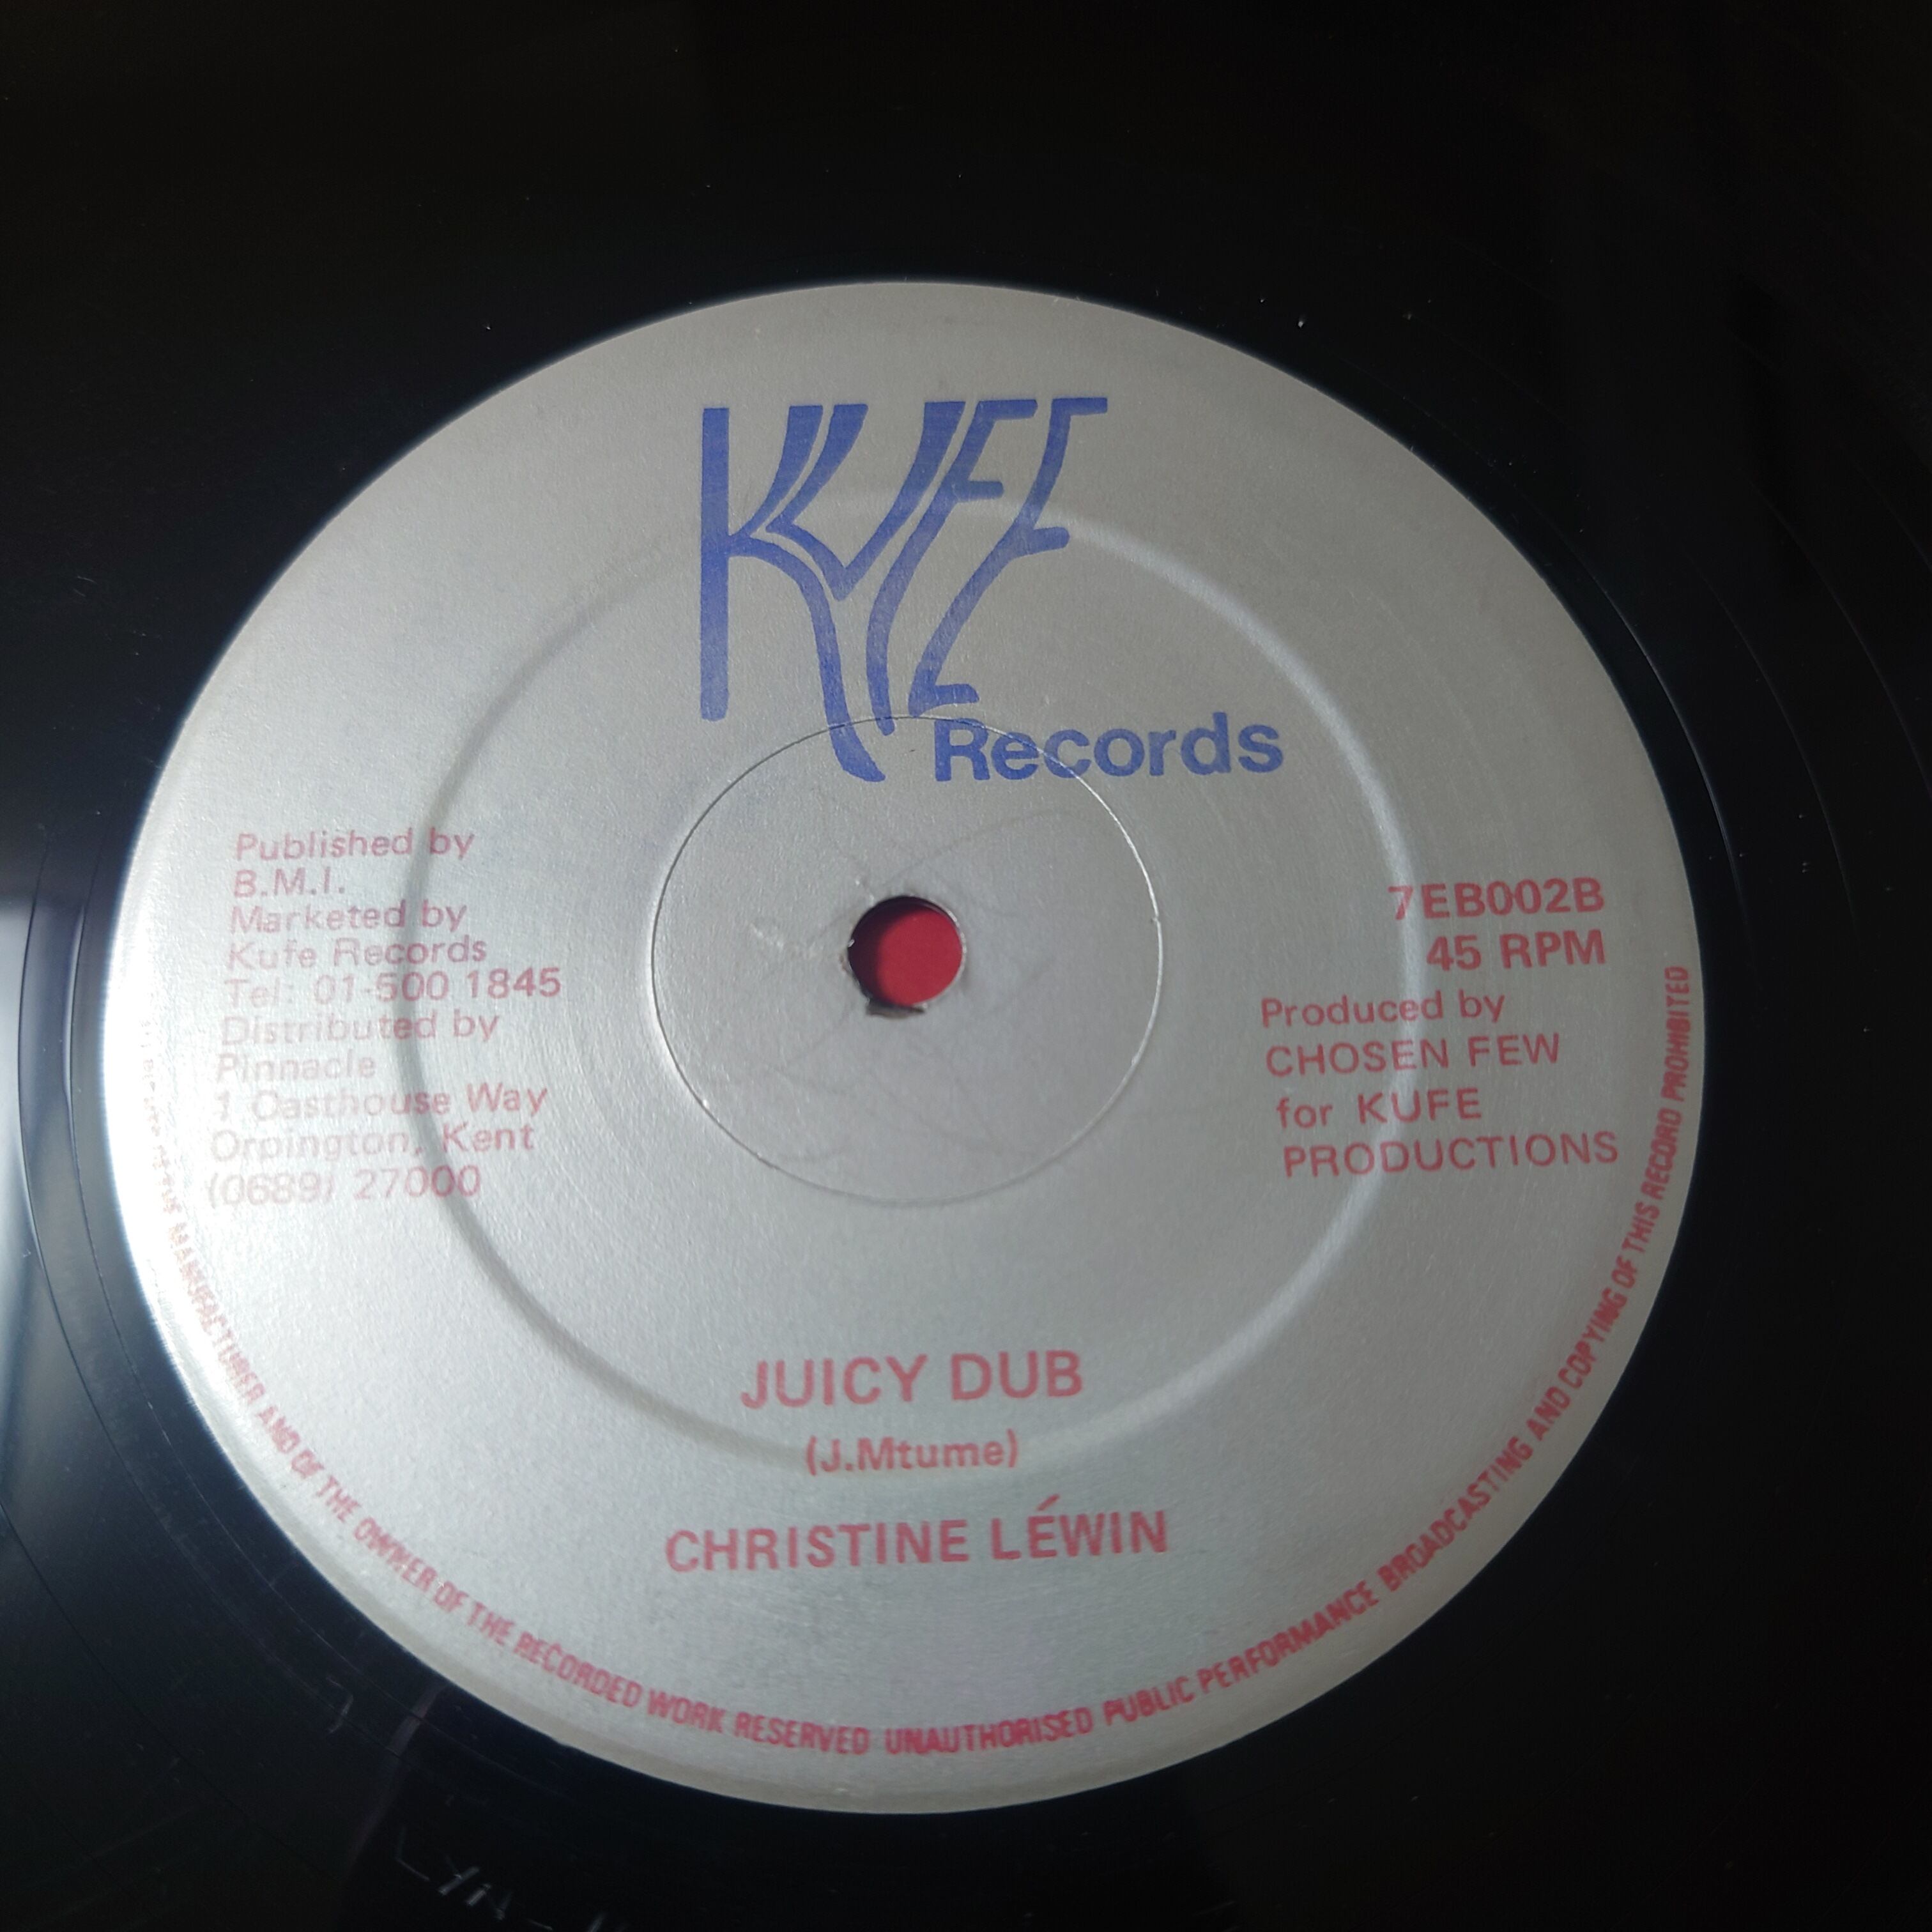 KUFE
Records
Published by
B.M.I.
Marketed by
Kufe Records
Tel: 01-500 1845
Distributed by
Pinnacle
1 Oasthouse Way
Orpington, Kent
(0689) 27000
7EB002B
45 RPM
Produced by
CHOSEN FEW
for KUFE
PRODUCTIONS
JUICY DUB
(J.Mtume)
CHRISTINE LÉWIN
MANUFACTURER AND OF THE OWNER OF THE RECORDED WORK RESERVED UNAUTHORISED PUBLIC PERFORMANCE BROADCASTING AND COPYING OF THIS RECORD PROHIBITED